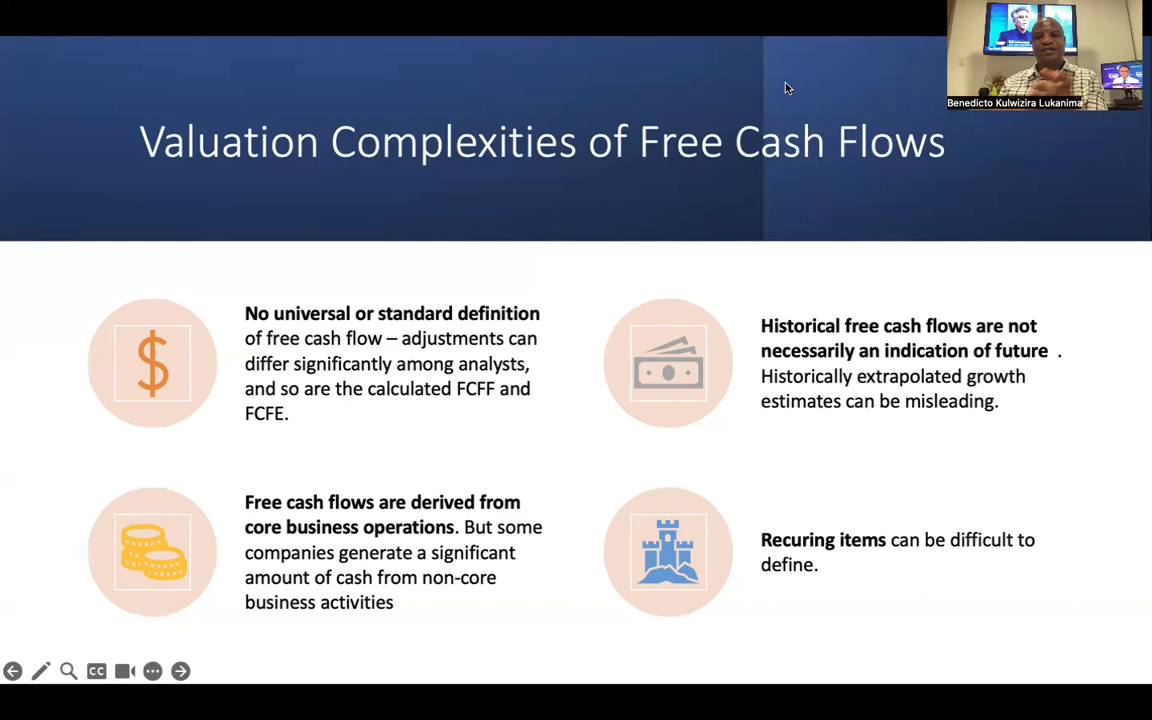 Benedicto Kulwizira Lukanima
Valuation Complexities of Free Cash Flows
No universal or standard definition
of free cash flow – adjustments can
differ significantly among analysts,
and so are the calculated FCFF and
FCFE.
Historical free cash flows are not
necessarily an indication of future .
Historically extrapolated growth
estimates can be misleading.
Free cash flows are derived from
core business operations. But some
companies generate a significant
amount of cash from non-core
business activities
Recuring items can be difficult to
define.
CC